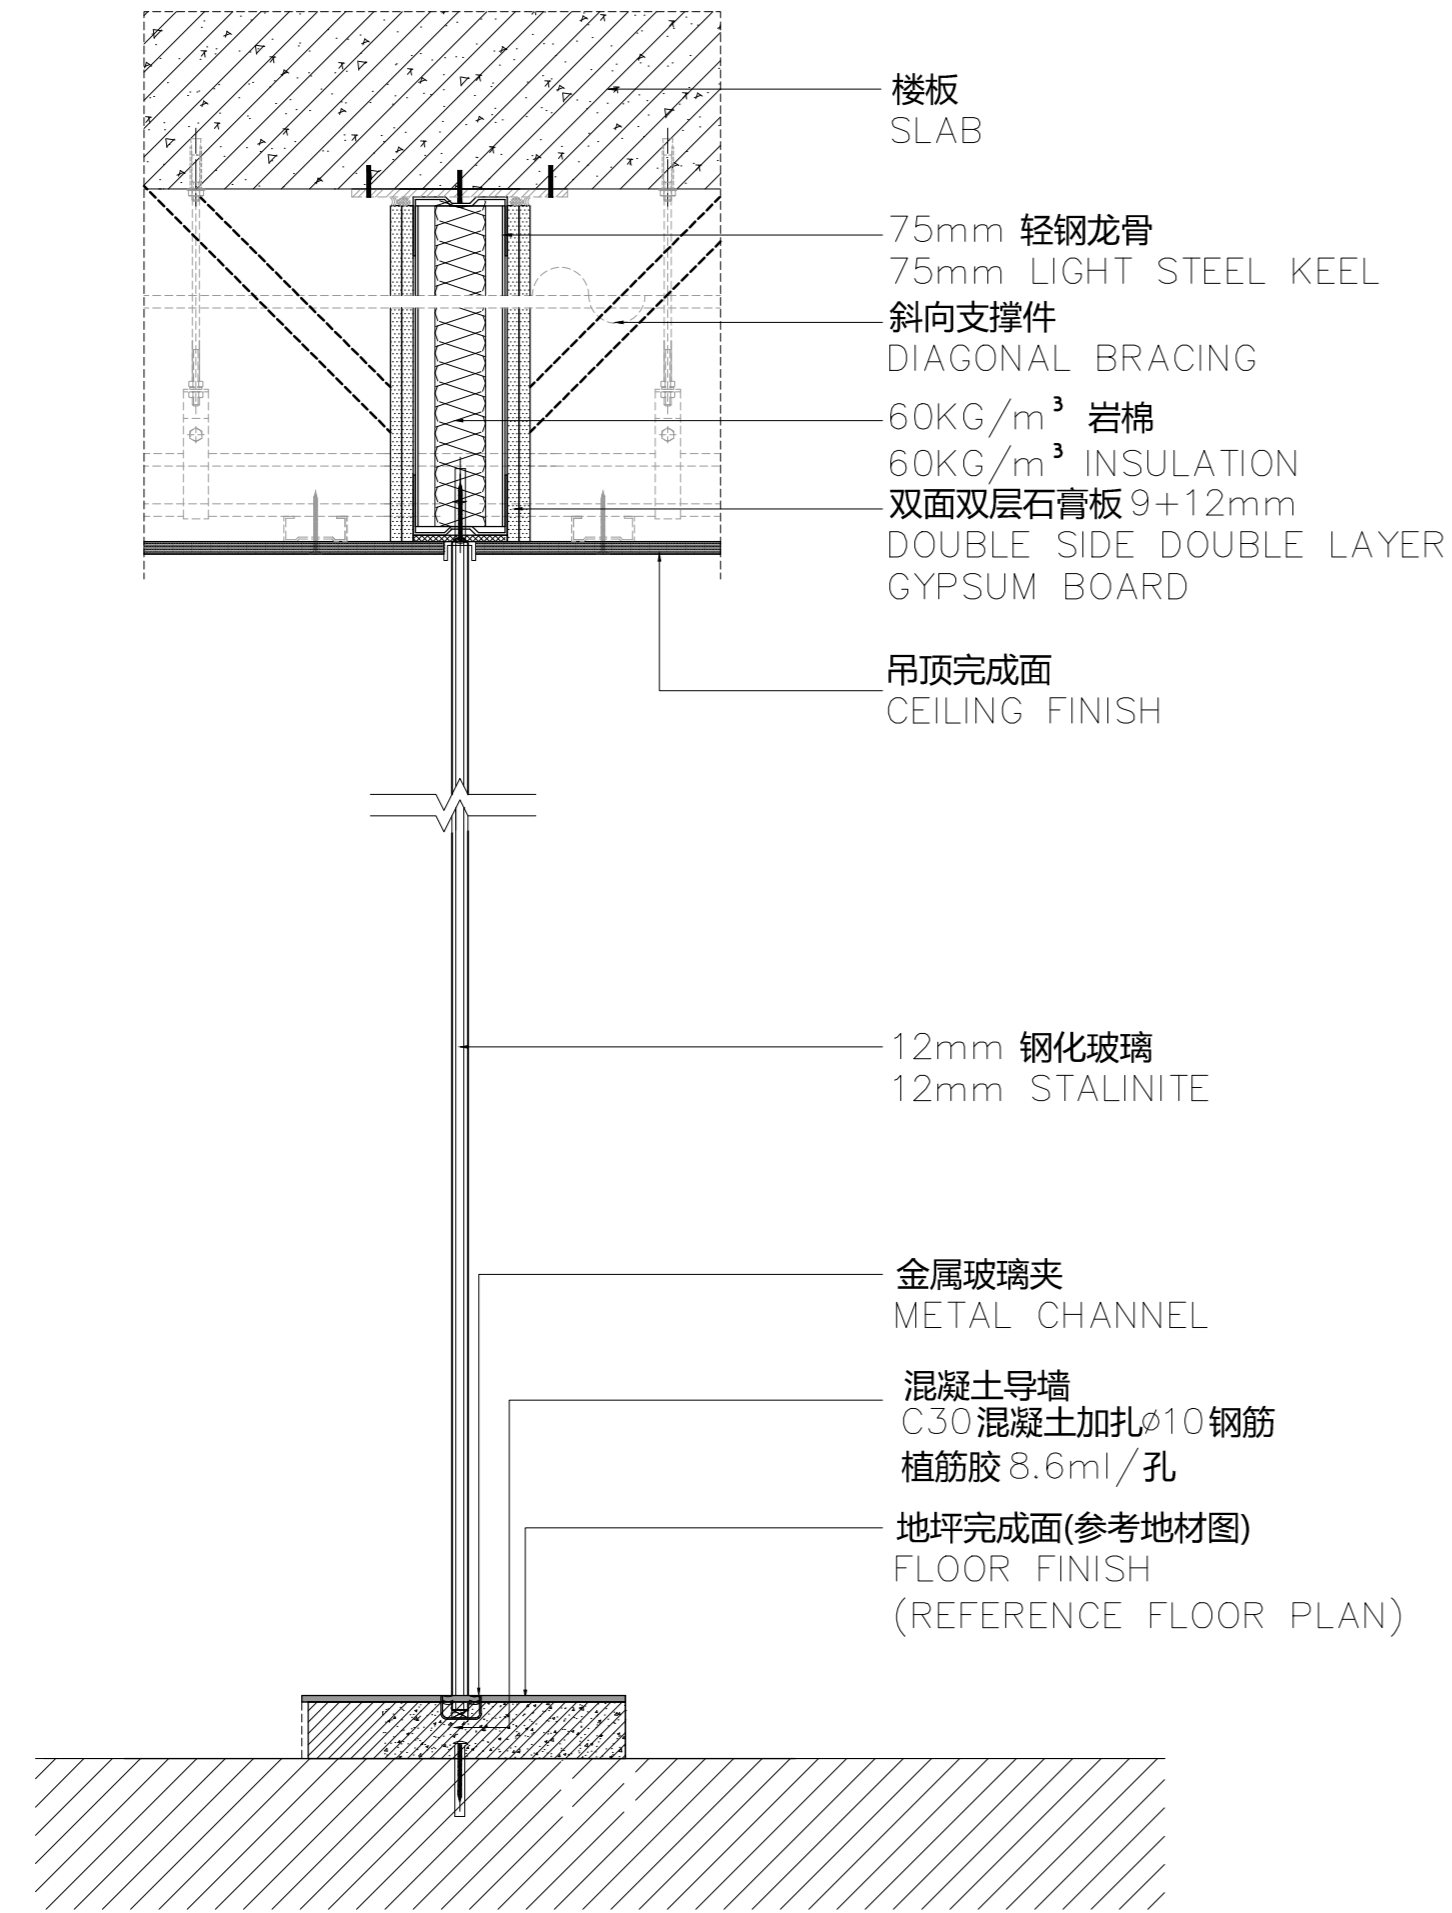 楼板
SLAB
75mm 轻钢龙骨
75mm LIGHT STEEL KEEL
斜向支撑件
DIAGONAL BRACING
60KG/m³ 岩棉
60KG/m³ INSULATION
双面双层石膏板 9+12mm
DOUBLE SIDE DOUBLE LAYER
GYPSUM BOARD
吊顶完成面
CEILING FINISH
12mm 钢化玻璃
12mm STALINITE
金属玻璃夹
METAL CHANNEL
混凝土导墙
C30混凝土加扎ø10钢筋
植筋胶 8.6ml/孔
地坪完成面(参考地材图)
FLOOR FINISH
(REFERENCE FLOOR PLAN)